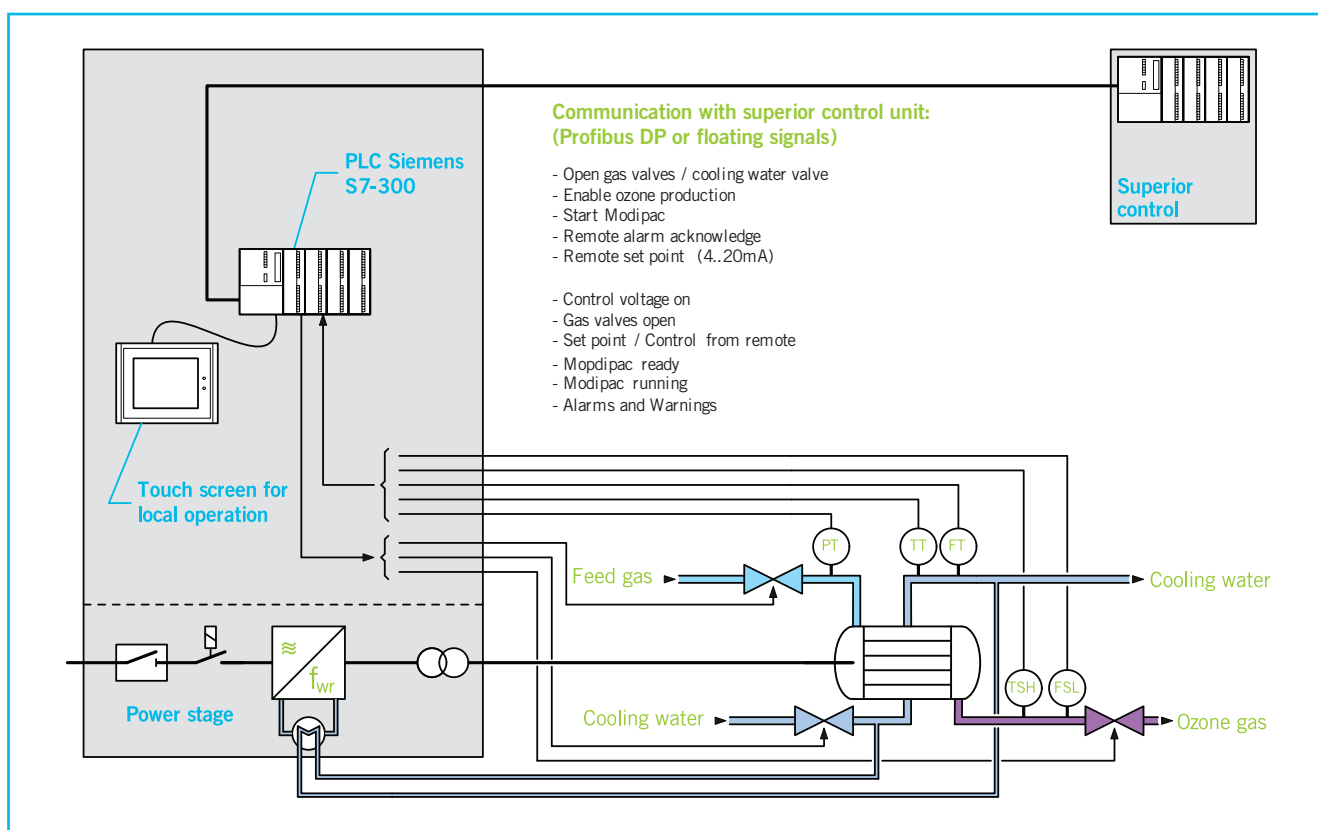 Communication with superior control unit:
(Profibus DP or floating signals)
- Open gas valves / cooling water valve
- Enable ozone production
- Start Modipac
- Remote alarm acknowledge
- Remote set point (4..20mA)
- Control voltage on
- Gas valves open
- Set point / Control from remote
- Mopdipac ready
- Modipac running
- Alarms and Warnings
PLC Siemens
S7-300
Superior
control
Touch screen for
local operation
PT
TT
FT
Feed gas
Cooling water
≋
fwr
Power stage
TSH
FSL
Cooling water
Ozone gas